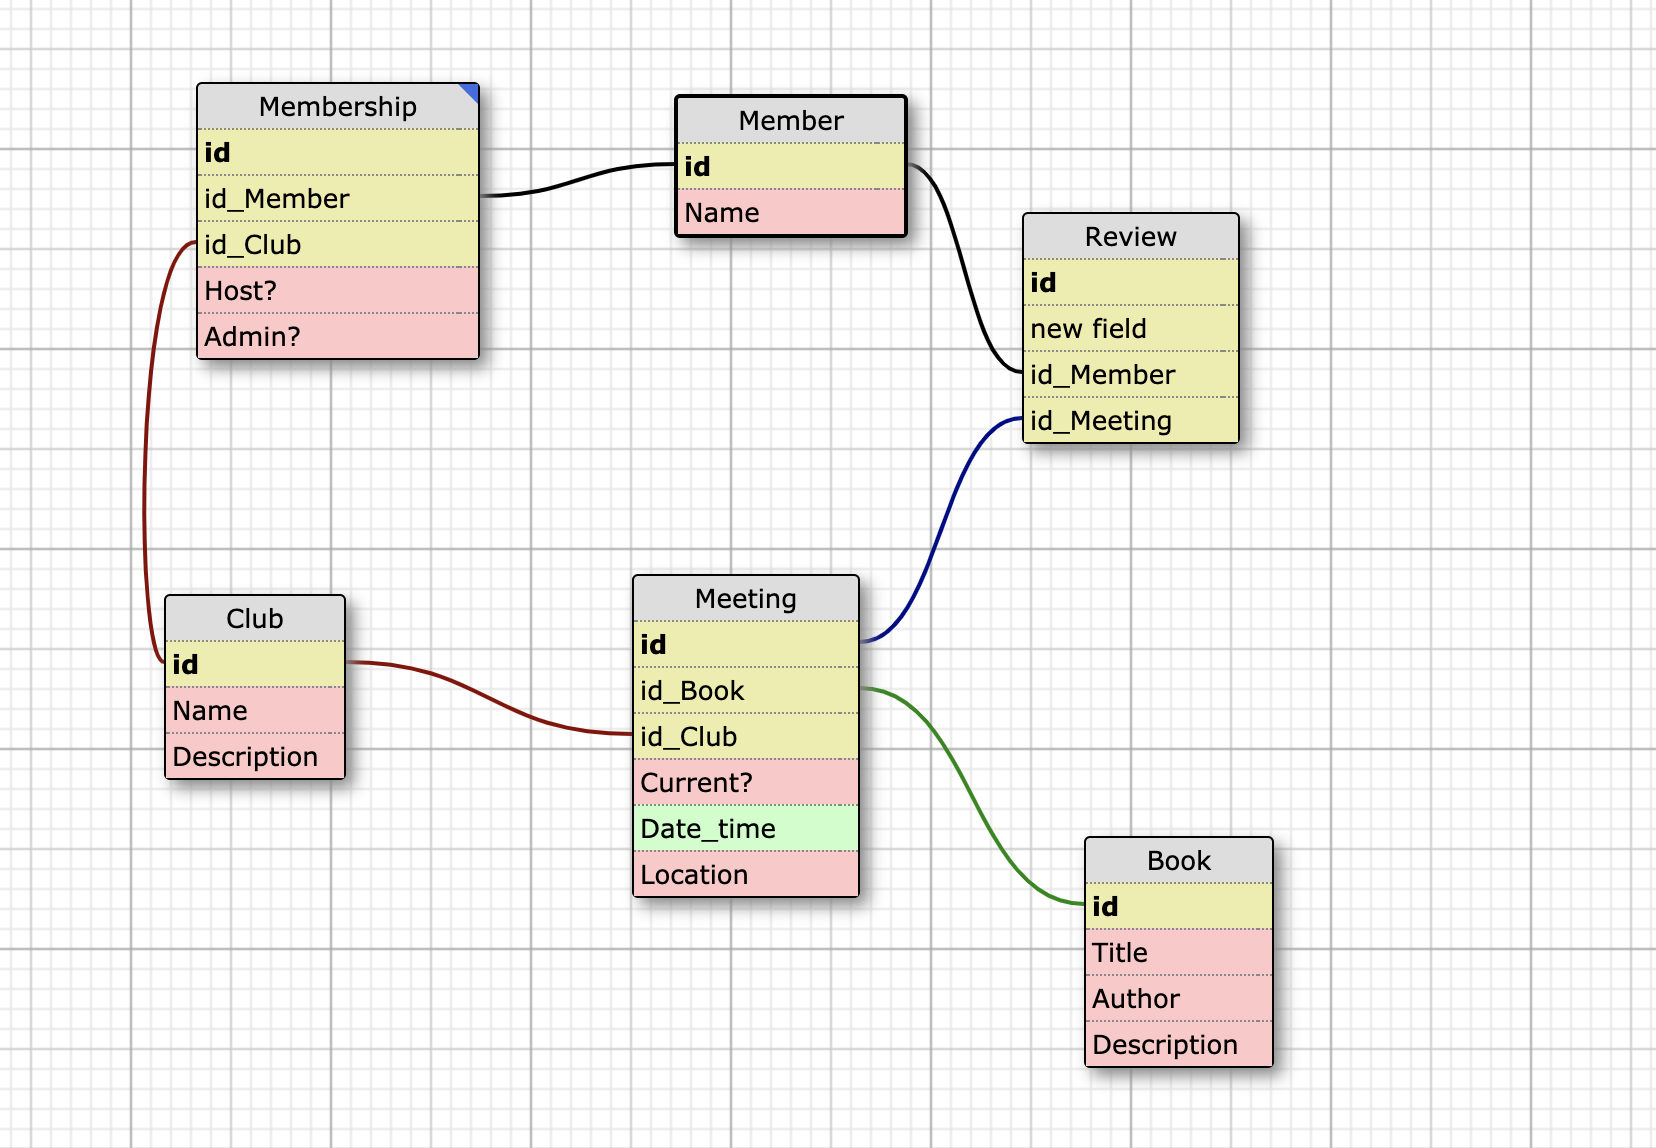 Membership
id
id_Member
id_Club
Host?
Admin?
Member
id
Name
Review
id
new field
id_Member
id_Meeting
Club
id
Name
Description
Meeting
id
id_Book
id_Club
Current?
Date_time
Location
Book
id
Title
Author
Description